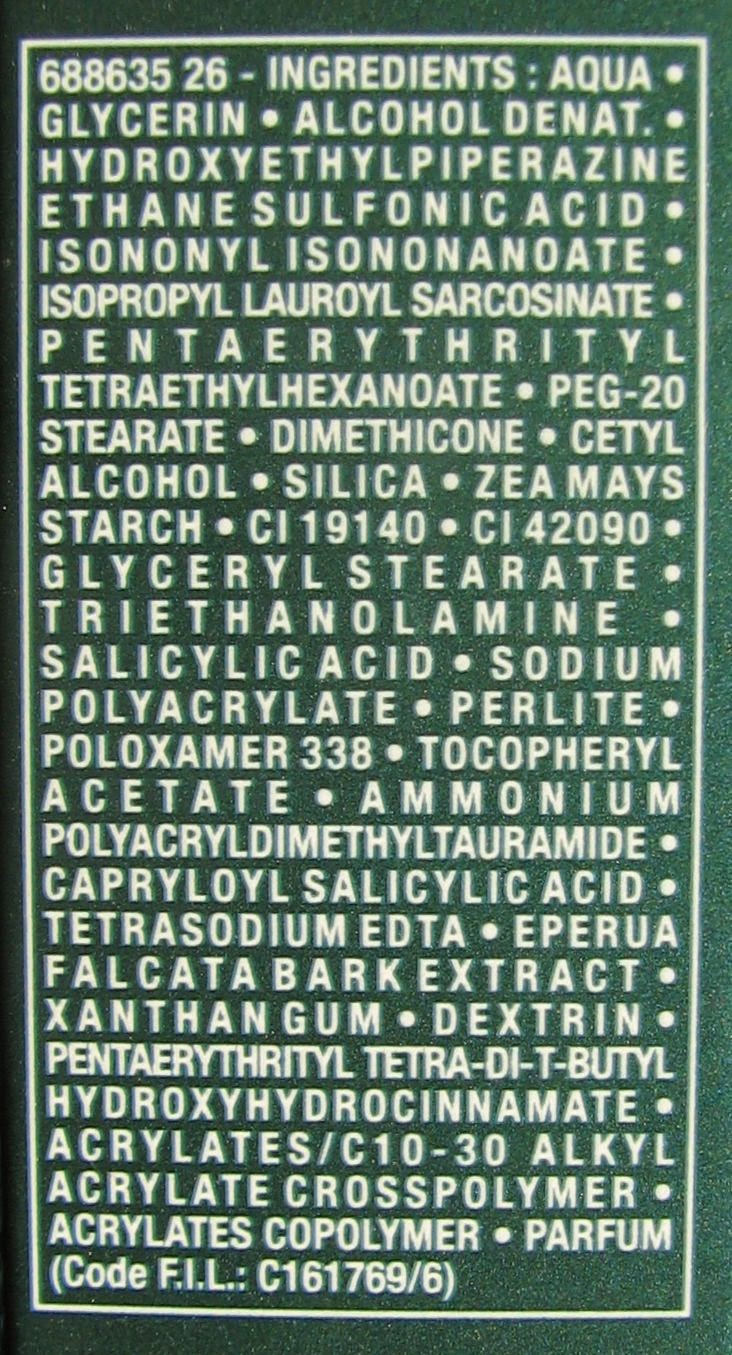 688635 26 - INGREDIENTS : AQUA •
GLYCERIN • ALCOHOL DENAT. •
HYDROXYETHYLPIPERAZINE
ETHANE SULFONIC ACID •
ISONONYL ISONONANOATE •
ISOPROPYL LAUROYL SARCOSINATE •
PENTAERYTHRITYL
TETRAETHYLHEXANOATE • PEG-20
STEARATE • DIMETHICONE • CETYL
ALCOHOL • SILICA • ZEA MAYS
STARCH • CI 19140 • CI 42090 •
GLYCERYL STEARATE •
TRIETHANOLAMINE •
SALICYLIC ACID • SODIUM
POLYACRYLATE • PERLITE •
POLOXAMER 338 • TOCOPHERYL
ACETATE • AMMONIUM
POLYACRYLDIMETHYLTAURAMIDE •
CAPRYLOYL SALICYLIC ACID •
TETRASODIUM EDTA • EPERUA
FALCATA BARK EXTRACT •
XANTHAN GUM • DEXTRIN •
PENTAERYTHRITYL TETRA-DI-T-BUTYL
HYDROXYHYDROCINNAMATE •
ACRYLATES/C10-30 ALKYL
ACRYLATE CROSSPOLYMER •
ACRYLATES COPOLYMER • PARFUM
(Code F.I.L.: C161769/6)